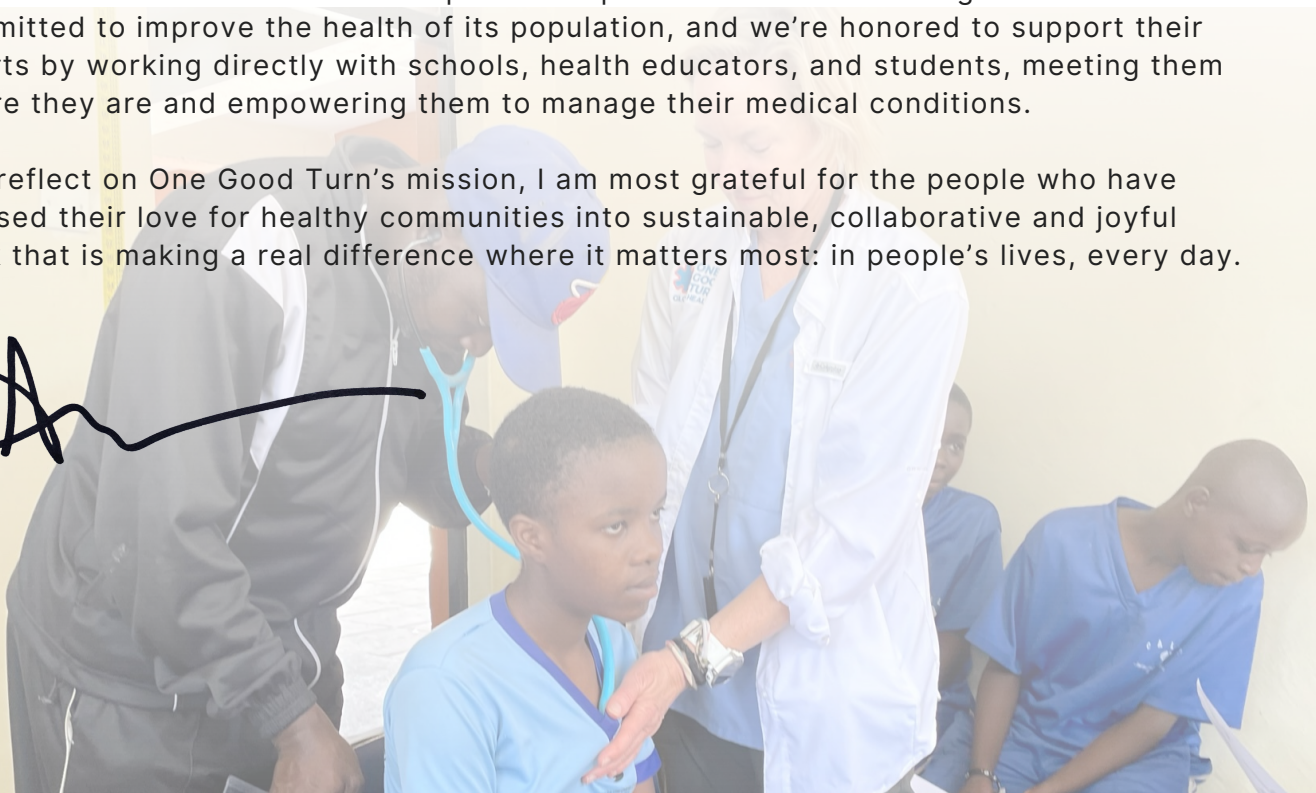 mitted to improve the health of its population, and we’re honored to support their
ts by working directly with schools, health educators, and students, meeting them
re they are and empowering them to manage their medical conditions.
reflect on One Good Turn’s mission, I am most grateful for the people who have
sed their love for healthy communities into sustainable, collaborative and joyful
that is making a real difference where it matters most: in people’s lives, every day.
ONE
GOOD
TURN